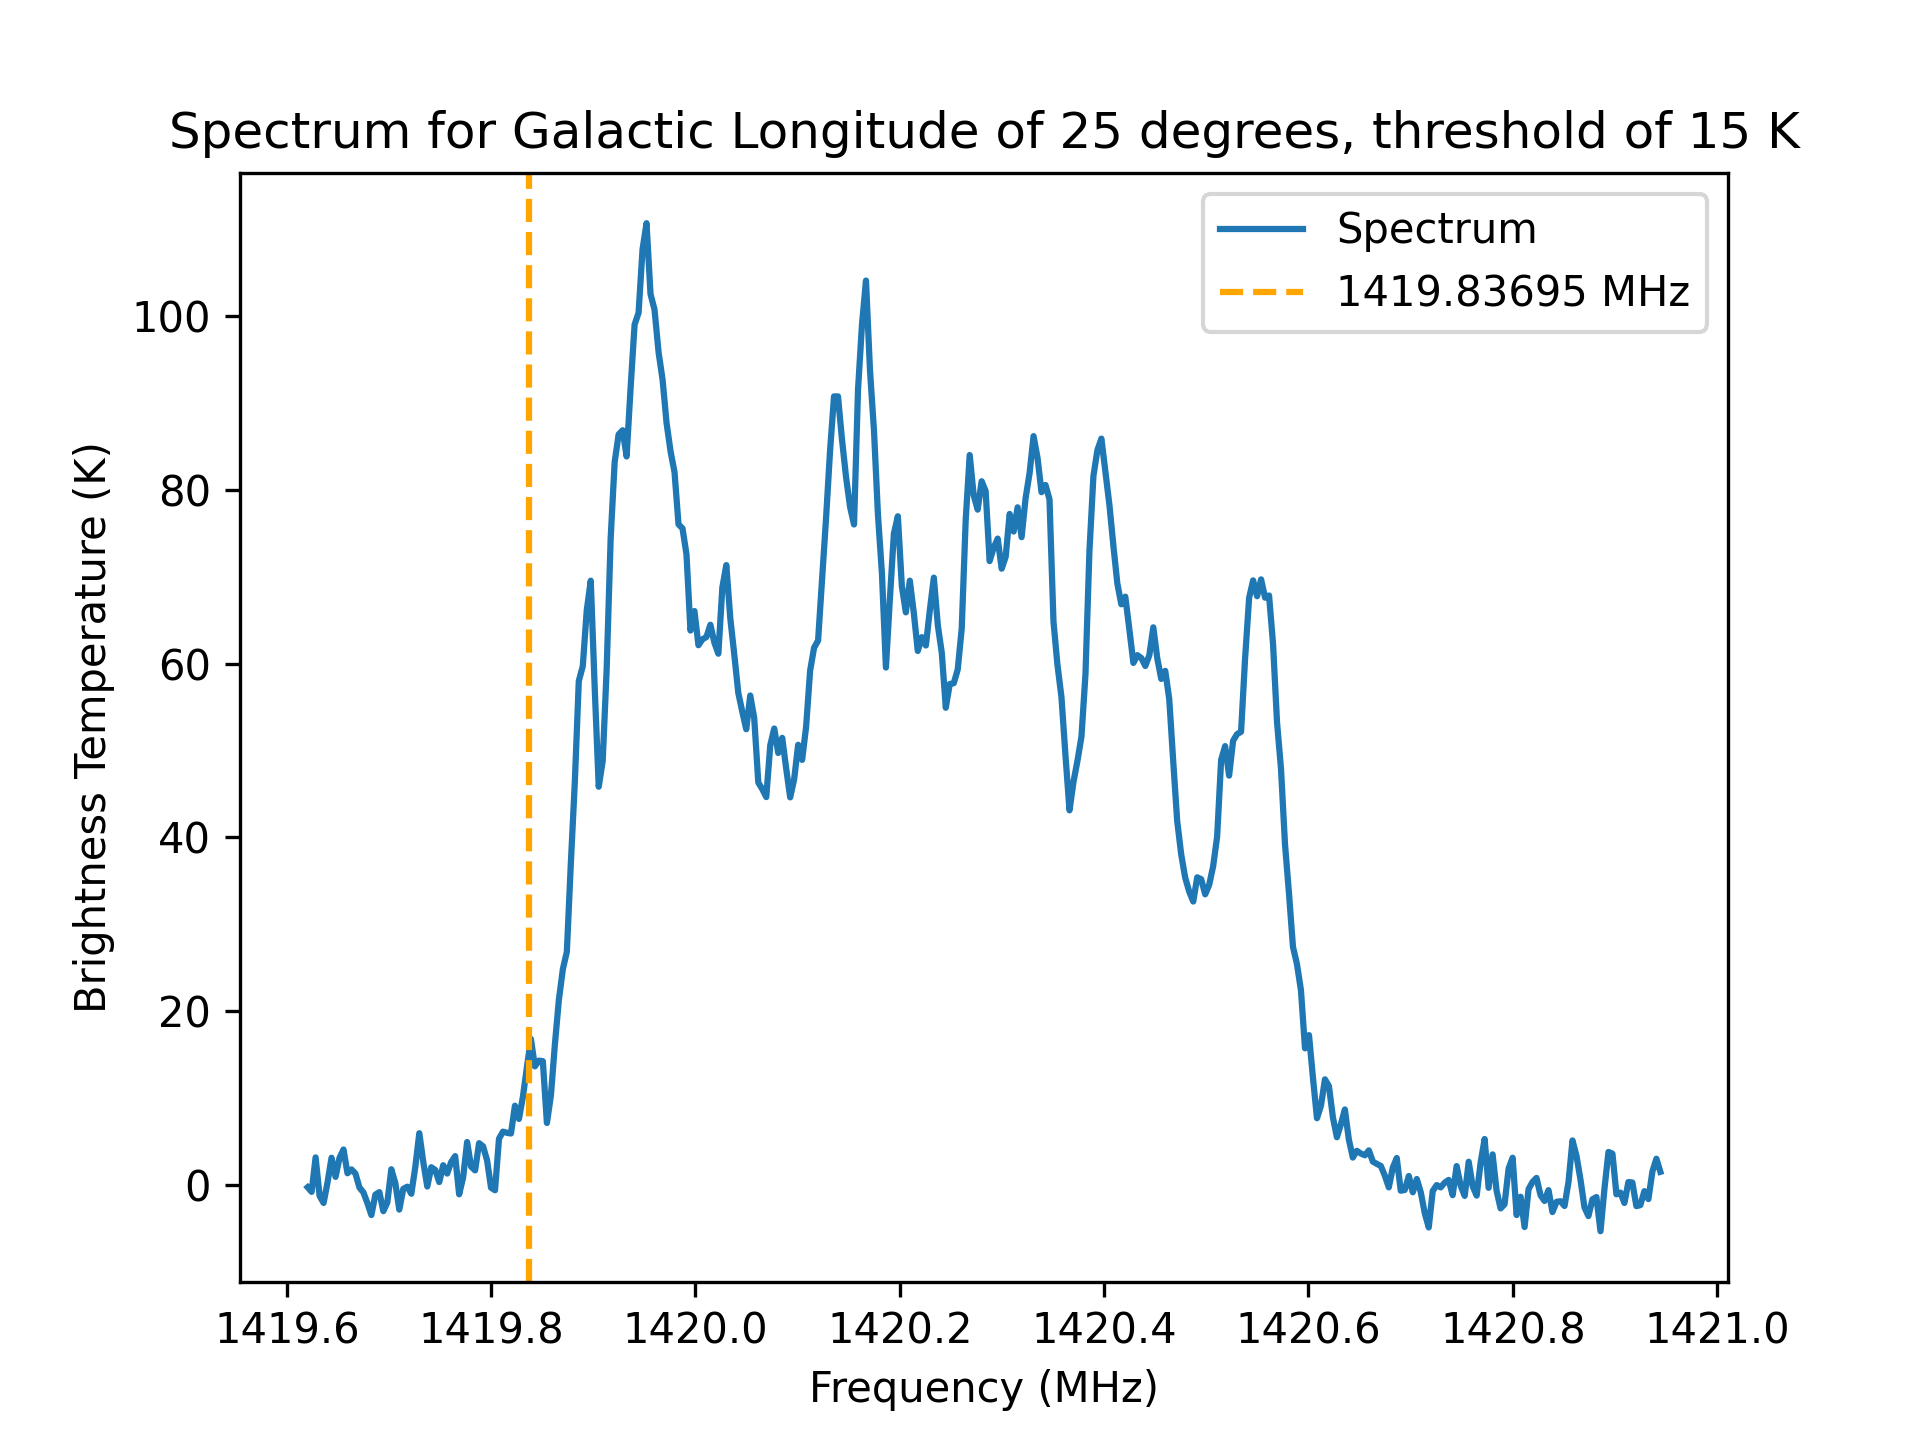 Spectrum for Galactic Longitude of 25 degrees, threshold of 15 K
Spectrum
1419.83695 MHz
Brightness Temperature (K)
100
80
60
40
20
0
1419.6 1419.8 1420.0 1420.2 1420.4 1420.6 1420.8 1421.0
Frequency (MHz)